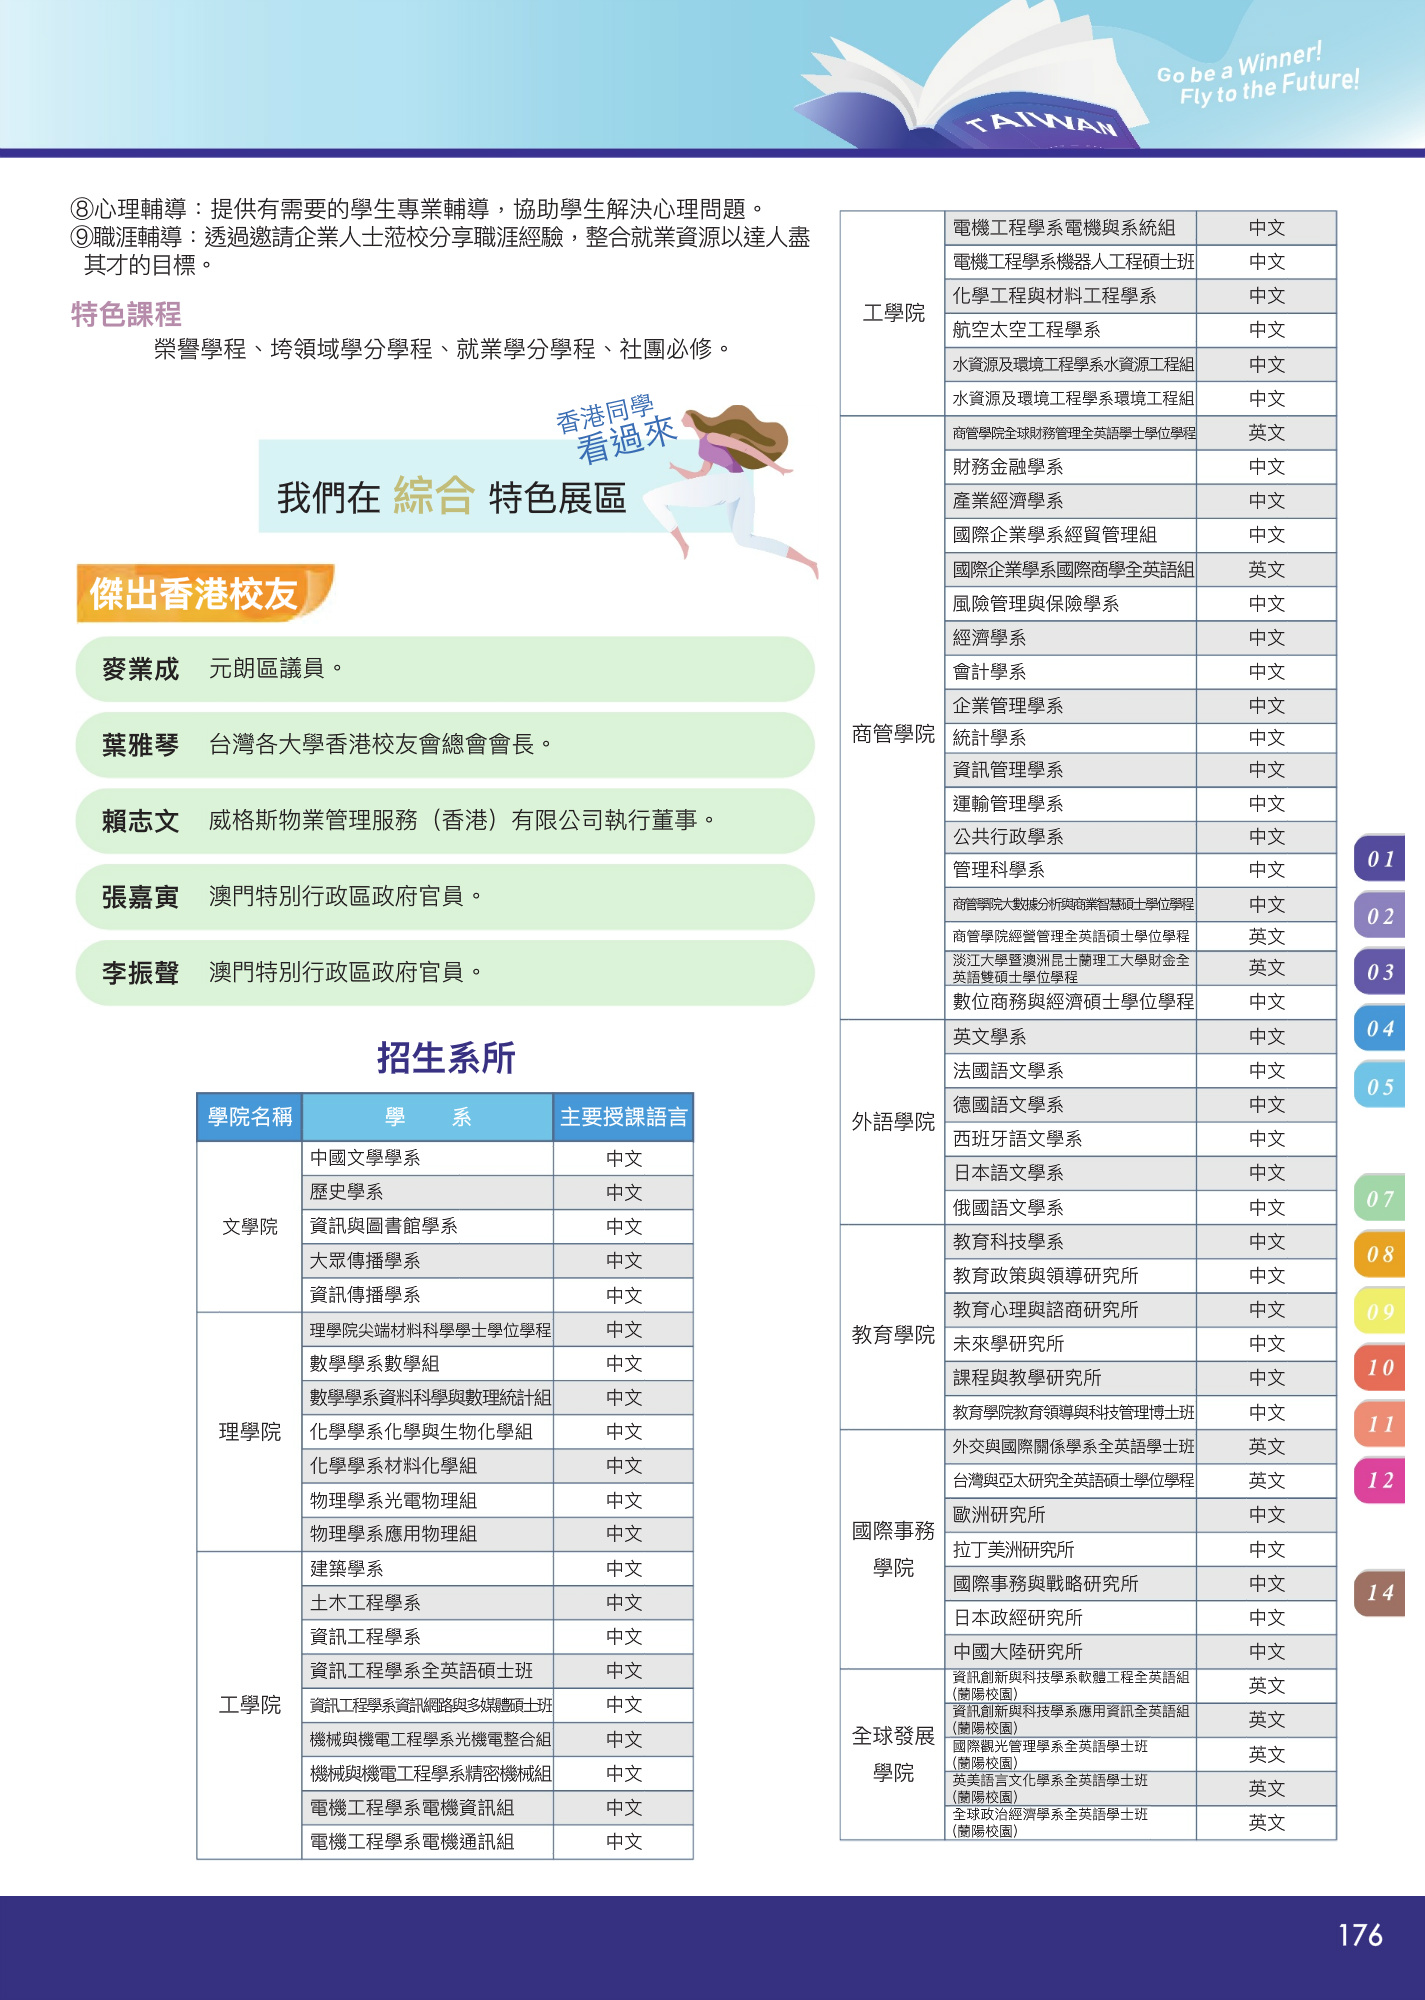 Go be a Winner!
Fly to the Future!
TAIWAN
⑧心理輔導：提供有需要的學生專業輔導，協助學生解決心理問題。
⑨職涯輔導：透過邀請企業人士蒞校分享職涯經驗，整合就業資源以達人盡
其才的目標。
特色課程
榮譽學程、垮領域學分學程、就業學分學程、社團必修。
香港同學
看過來
我們在 綜合 特色展區
傑出香港校友
麥業成 元朗區議員。
葉雅琴 台灣各大學香港校友會總會會長。
賴志文 威格斯物業管理服務（香港）有限公司執行董事。
張嘉寅 澳門特別行政區政府官員。
李振聲 澳門特別行政區政府官員。
招生系所
學院名稱 學 系 主要授課語言
文學院
中國文學學系 中文
歷史學系 中文
資訊與圖書館學系 中文
大眾傳播學系 中文
資訊傳播學系 中文
理學院
理學院尖端材料科學學士學位學程 中文
數學學系數學組 中文
數學學系資料科學與數理統計組 中文
化學學系化學與生物化學組 中文
化學學系材料化學組 中文
物理學系光電物理組 中文
物理學系應用物理組 中文
工學院
建築學系 中文
土木工程學系 中文
資訊工程學系 中文
資訊工程學系全英語碩士班 中文
資訊工程學系資訊網路與多媒體碩士班 中文
機械與機電工程學系光機電整合組 中文
機械與機電工程學系精密機械組 中文
電機工程學系電機資訊組 中文
電機工程學系電機通訊組 中文
工學院
電機工程學系電機與系統組 中文
電機工程學系機器人工程碩士班 中文
化學工程與材料工程學系 中文
航空太空工程學系 中文
水資源及環境工程學系水資源工程組 中文
水資源及環境工程學系環境工程組 中文
商管學院
商管學院全球財務管理全英語學士學位學程 英文
財務金融學系 中文
產業經濟學系 中文
國際企業學系經貿管理組 中文
國際企業學系國際商學全英語組 英文
風險管理與保險學系 中文
經濟學系 中文
會計學系 中文
企業管理學系 中文
統計學系 中文
資訊管理學系 中文
運輸管理學系 中文
公共行政學系 中文
管理科學系 中文
商管學院大數據分析與商業智慧碩士學位學程 中文
商管學院經營管理全英語碩士學位學程 英文
淡江大學暨澳洲昆士蘭理工大學財金全
英語雙碩士學位學程 英文
數位商務與經濟碩士學位學程 中文
外語學院
英文學系 中文
法國語文學系 中文
德國語文學系 中文
西班牙語文學系 中文
日本語文學系 中文
俄國語文學系 中文
教育學院
教育科技學系 中文
教育政策與領導研究所 中文
教育心理與諮商研究所 中文
未來學研究所 中文
課程與教學研究所 中文
教育學院教育領導與科技管理博士班 中文
國際事務
學院
外交與國際關係學系全英語學士班 英文
台灣與亞太研究全英語碩士學位學程 英文
歐洲研究所 中文
拉丁美洲研究所 中文
國際事務與戰略研究所 中文
日本政經研究所 中文
中國大陸研究所 中文
全球發展
學院
資訊創新與科技學系軟體工程全英語組
(蘭陽校園) 英文
資訊創新與科技學系應用資訊全英語組
(蘭陽校園) 英文
國際觀光管理學系全英語學士班
(蘭陽校園) 英文
英美語言文化學系全英語學士班
(蘭陽校園) 英文
全球政治經濟學系全英語學士班
(蘭陽校園) 英文
01
02
03
04
05
07
08
09
10
11
12
14
176